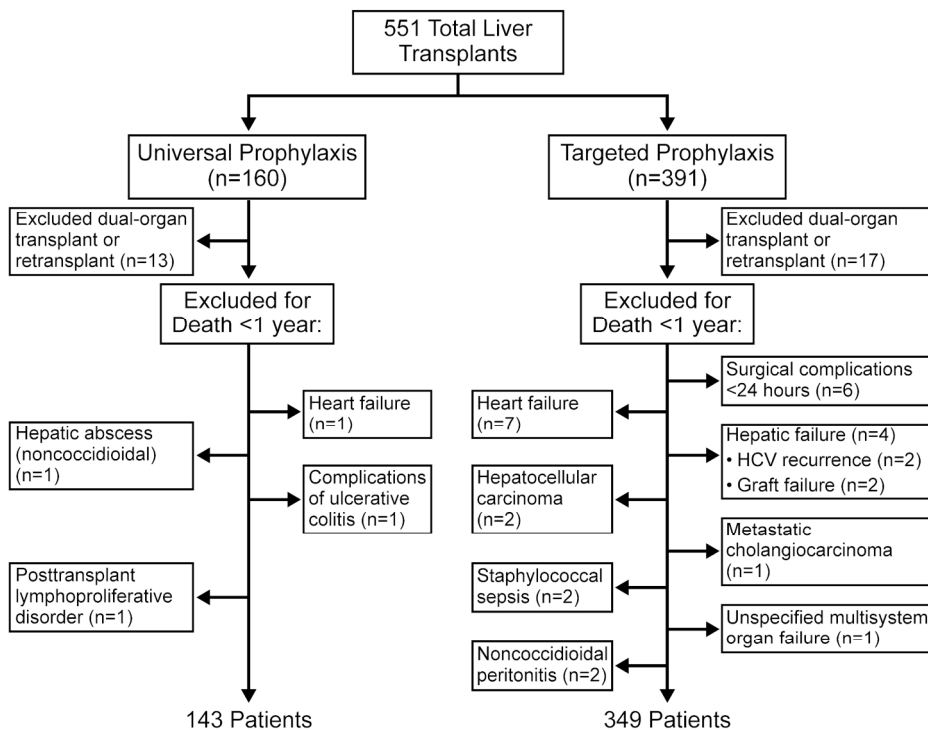 551 Total Liver
Transplants
Universal Prophylaxis
(n=160)
Targeted Prophylaxis
(n=391)
Excluded dual-organ
transplant or
retransplant (n=13)
Excluded dual-organ
transplant or
retransplant (n=17)
Excluded for
Death <1 year:
Excluded for
Death <1 year:
Heart failure
(n=1)
Hepatic abscess
(noncoccidioidal)
(n=1)
Complications
of ulcerative
colitis (n=1)
Posttransplant
lymphoproliferative
disorder (n=1)
Surgical complications
<24 hours (n=6)
Heart failure
(n=7)
Hepatic failure (n=4)
• HCV recurrence (n=2)
• Graft failure (n=2)
Hepatocellular
carcinoma
(n=2)
Metastatic
cholangiocarcinoma
(n=1)
Staphylococcal
sepsis (n=2)
Unspecified multisystem
organ failure (n=1)
Noncoccidioidal
peritonitis (n=2)
143 Patients
349 Patients